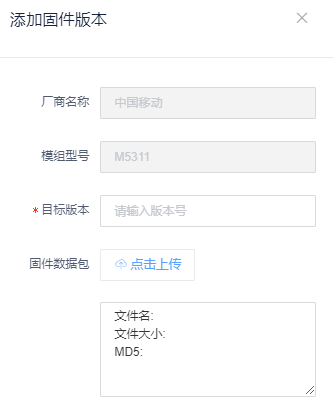 添加固件版本
厂商名称 中国移动
模组型号 M5311
* 目标版本 请输入版本号
固件数据包 点击上传
文件名:
文件大小:
MD5: